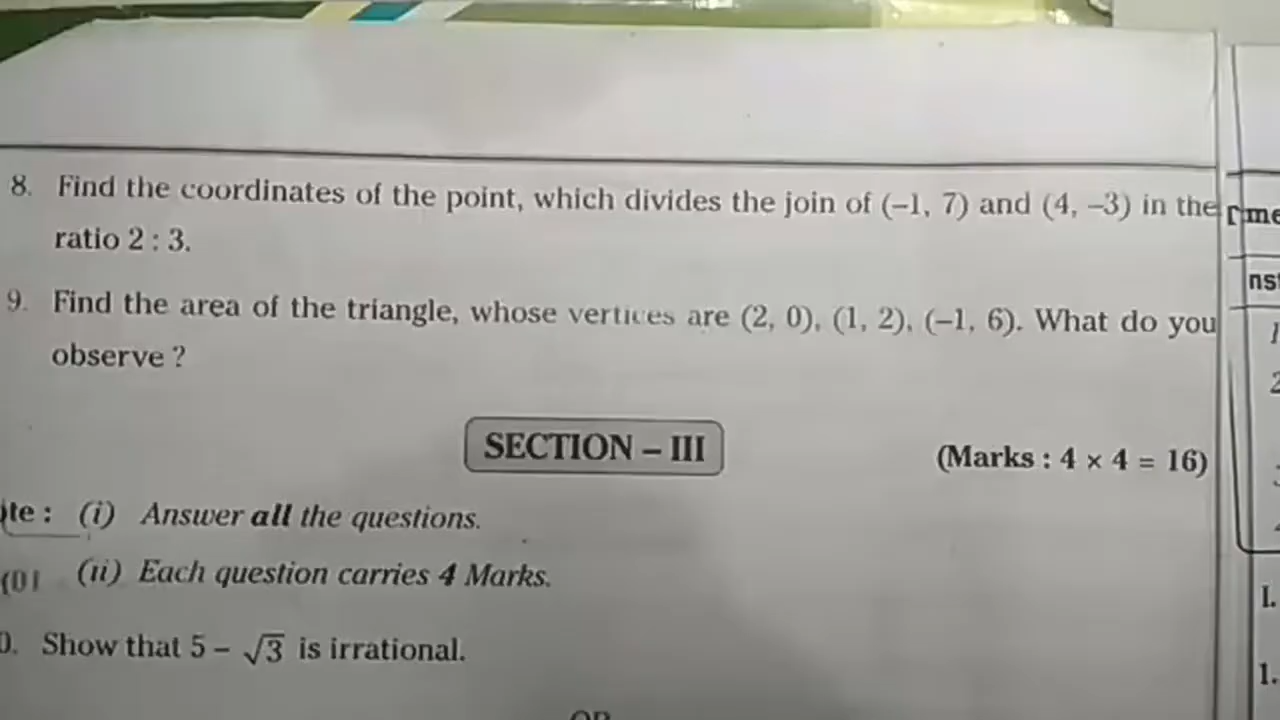 8. Find the coordinates of the point, which divides the join of (–1, 7) and (4, –3) in the
ratio 2 : 3.
9. Find the area of the triangle, whose vertices are (2, 0), (1, 2), (–1, 6). What do you
observe ?
SECTION – III
(Marks : 4 × 4 = 16)
(i) Answer all the questions.
(ii) Each question carries 4 Marks.
Show that 5 – √3 is irrational.